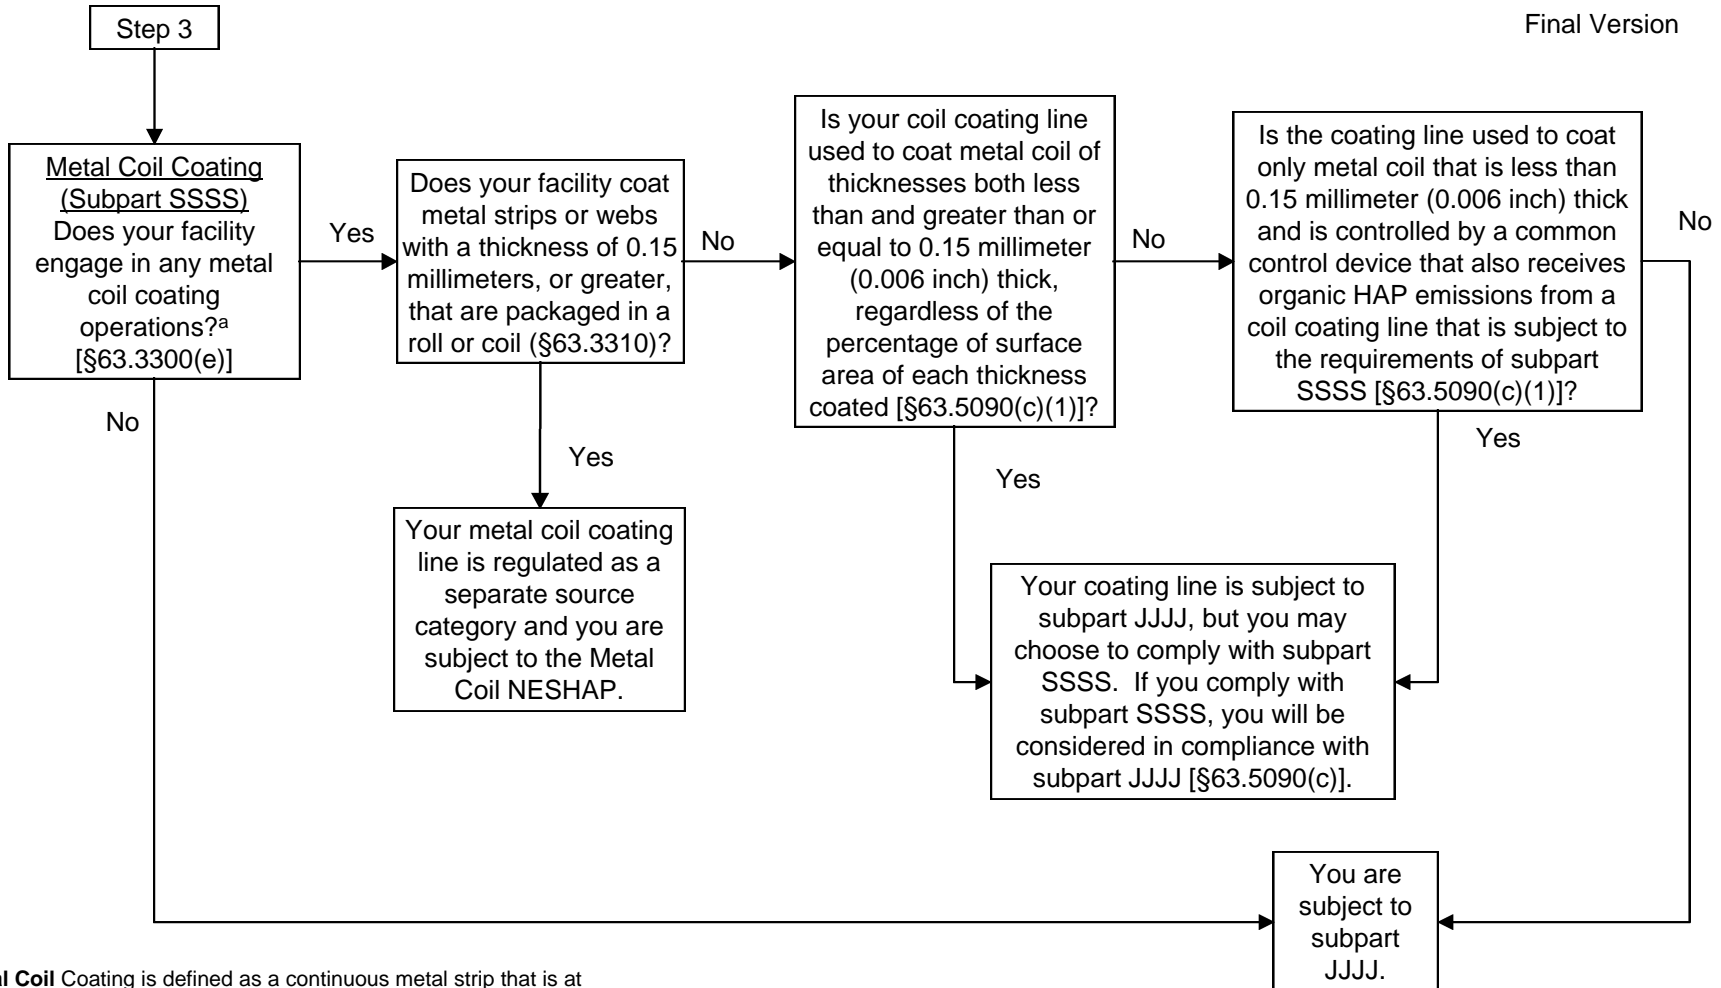 Step 3
Final Version
Metal Coil Coating
(Subpart SSSS)
Does your facility
engage in any metal
coil coating
operations?ª
[§63.3300(e)]
Yes
No
Does your facility coat
metal strips or webs
with a thickness of 0.15
millimeters, or greater,
that are packaged in a
roll or coil (§63.3310)?
No
Yes
Is your coil coating line
used to coat metal coil of
thicknesses both less
than and greater than or
equal to 0.15 millimeter
(0.006 inch) thick,
regardless of the
percentage of surface
area of each thickness
coated [§63.5090(c)(1)]?
No
Yes
Is the coating line used to coat
only metal coil that is less than
0.15 millimeter (0.006 inch) thick
and is controlled by a common
control device that also receives
organic HAP emissions from a
coil coating line that is subject to
the requirements of subpart
SSSS [§63.5090(c)(1)]?
No
Yes
Your metal coil coating
line is regulated as a
separate source
category and you are
subject to the Metal
Coil NESHAP.
Your coating line is subject to
subpart JJJJ, but you may
choose to comply with subpart
SSSS. If you comply with
subpart SSSS, you will be
considered in compliance with
subpart JJJJ [§63.5090(c)].
You are
subject to
subpart
JJJJ.
Coil Coating is defined as a continuous metal strip that is at